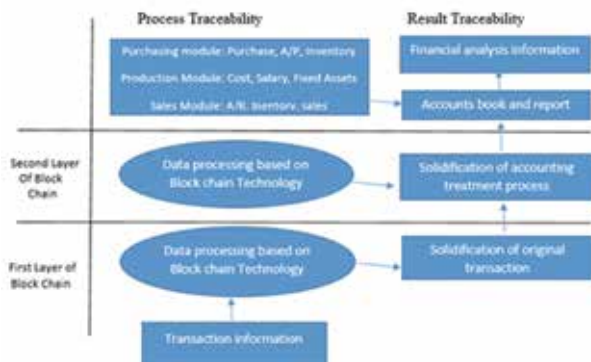 Process Traceability
Result Traceability
Purchasing module: Purchase, A/P, Inventory
Production Module: Cost, Salary, Fixed Assets
Sales Module: A/R, Inentory, sales
Financial analysis information
Accounts book and report
Second Layer
Of Block
Chain
Data processing based on
Block chain Technology
Solidification of accounting
treatment process
First Layer of
Block Chain
Data processing based on
Block chain Technology
Solidification of original
transaction
Transaction information